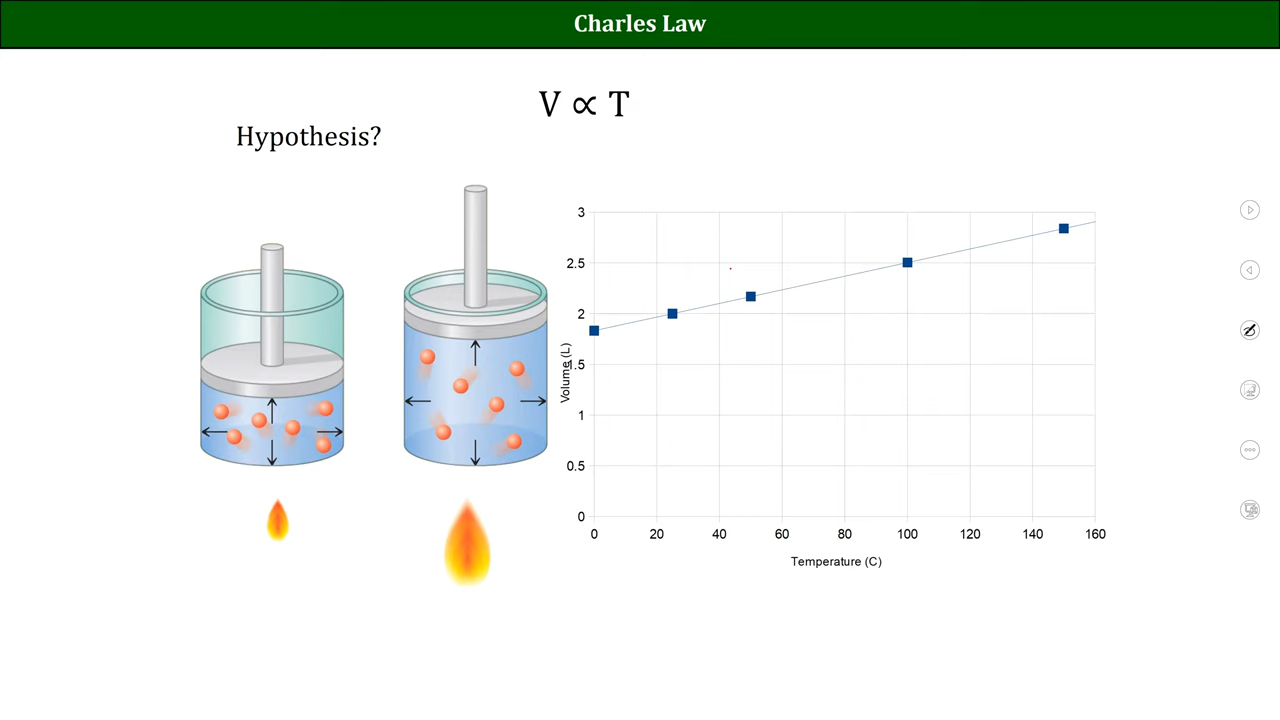 Charles Law
V ∝ T
Hypothesis?
3
2.5
2
1.5
1
0.5
0
Volume (L)
0 20 40 60 80 100 120 140 160
Temperature (C)